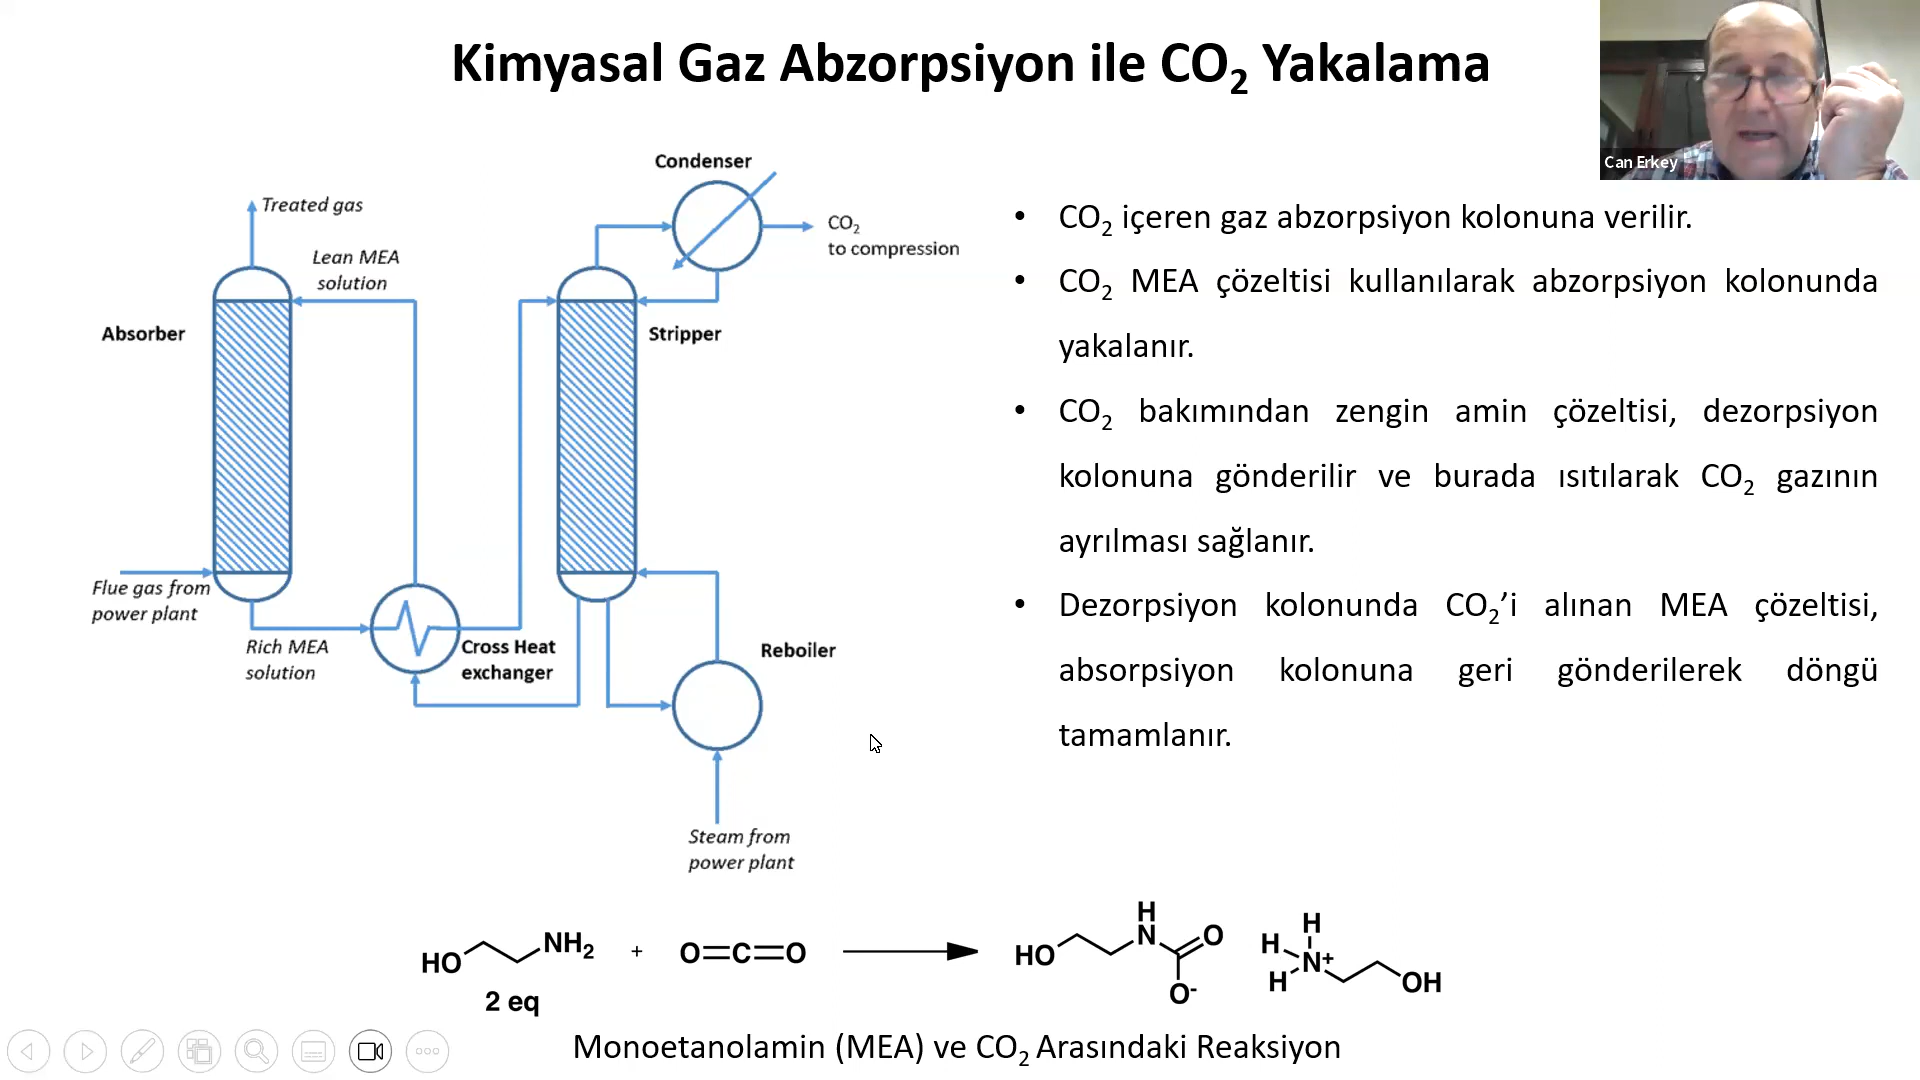 Kimyasal Gaz Abzorpsiyon ile CO2 Yakalama
Can Erkey
Condenser
Treated gas
CO2
to compression
Lean MEA
solution
Absorber
Stripper
Flue gas from
power plant
Rich MEA
solution
Cross Heat
exchanger
Reboiler
Steam from
power plant
• CO2 içeren gaz abzorpsiyon kolonuna verilir.
• CO2 MEA çözeltisi kullanılarak abzorpsiyon kolonunda
yakalanır.
• CO2 bakımından zengin amin çözeltisi, dezorpsiyon
kolonuna gönderilir ve burada ısıtılarak CO2 gazının
ayrılması sağlanır.
• Dezorpsiyon kolonunda CO2’i alınan MEA çözeltisi,
absorpsiyon kolonuna geri gönderilerek döngü
tamamlanır.
HO NH2 + O=C=O HO H N O O- H H H N+ OH
2 eq
Monoetanolamin (MEA) ve CO2 Arasındaki Reaksiyon